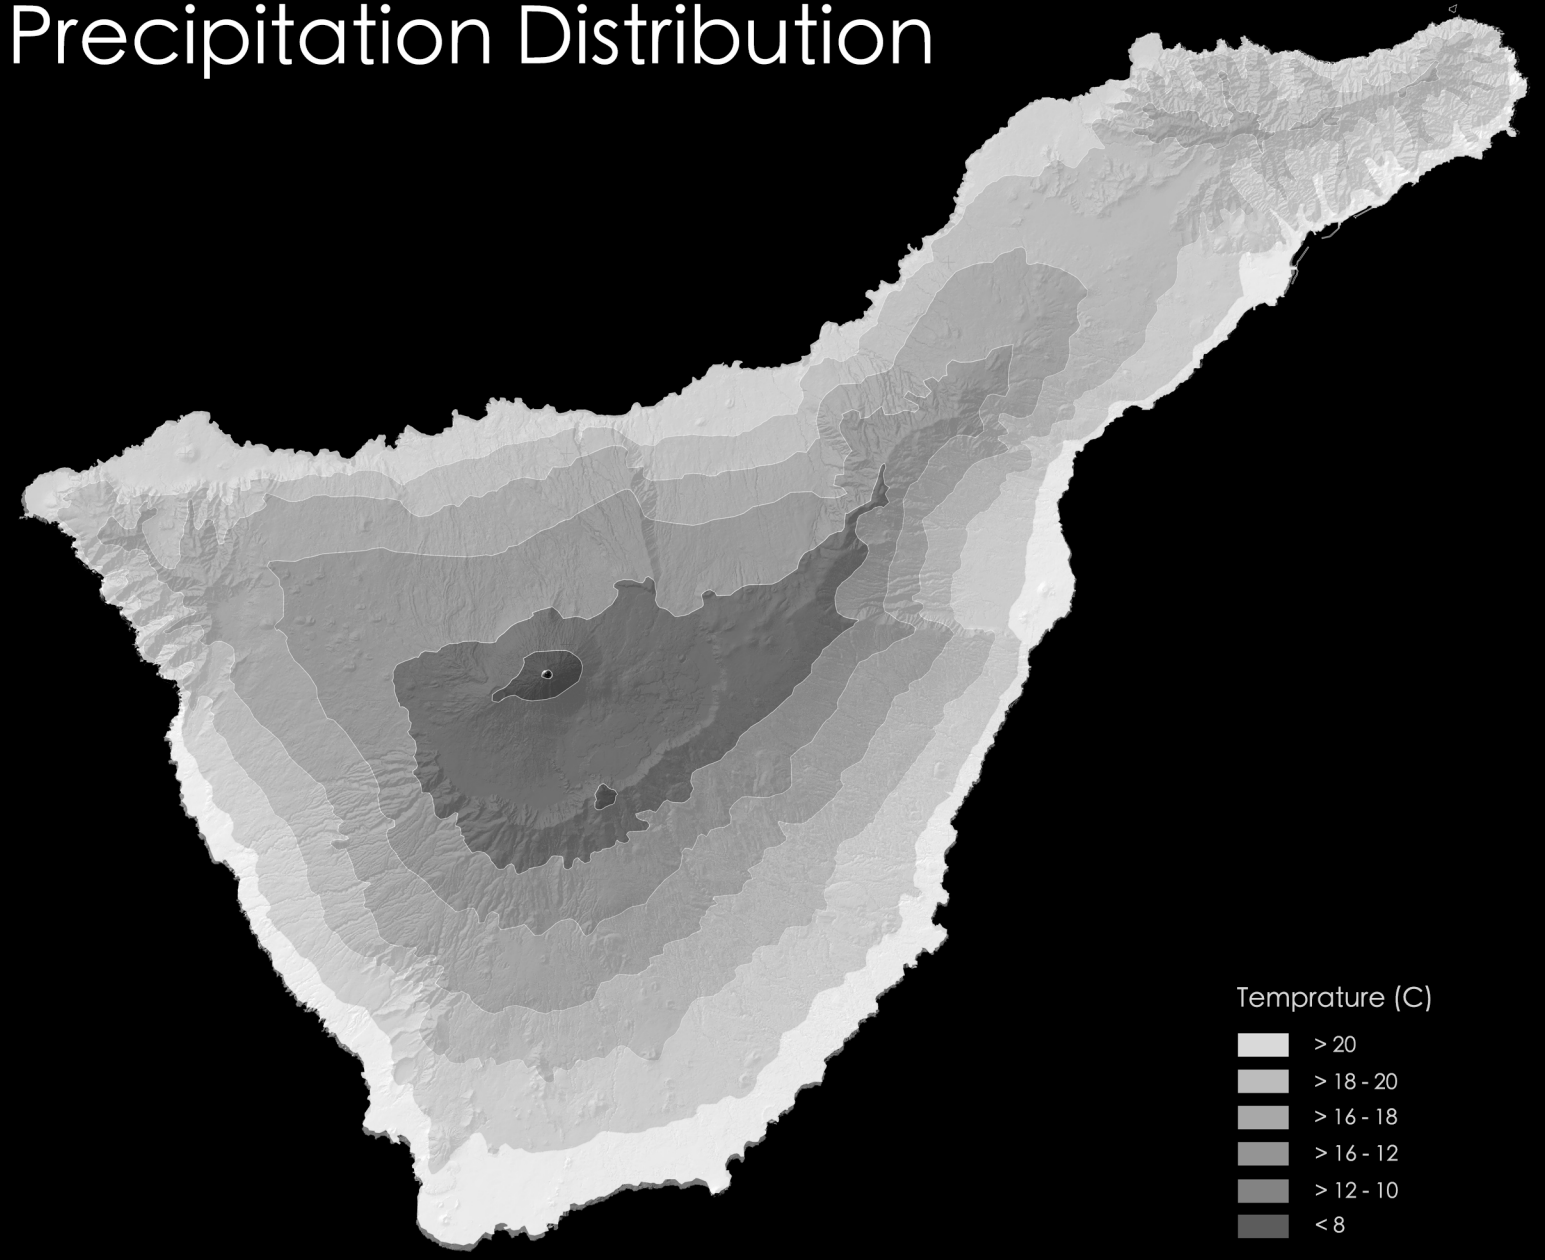 Precipitation Distribution
Temprature (C)
> 20
> 18 - 20
> 16 - 18
> 16 - 12
> 12 - 10
< 8